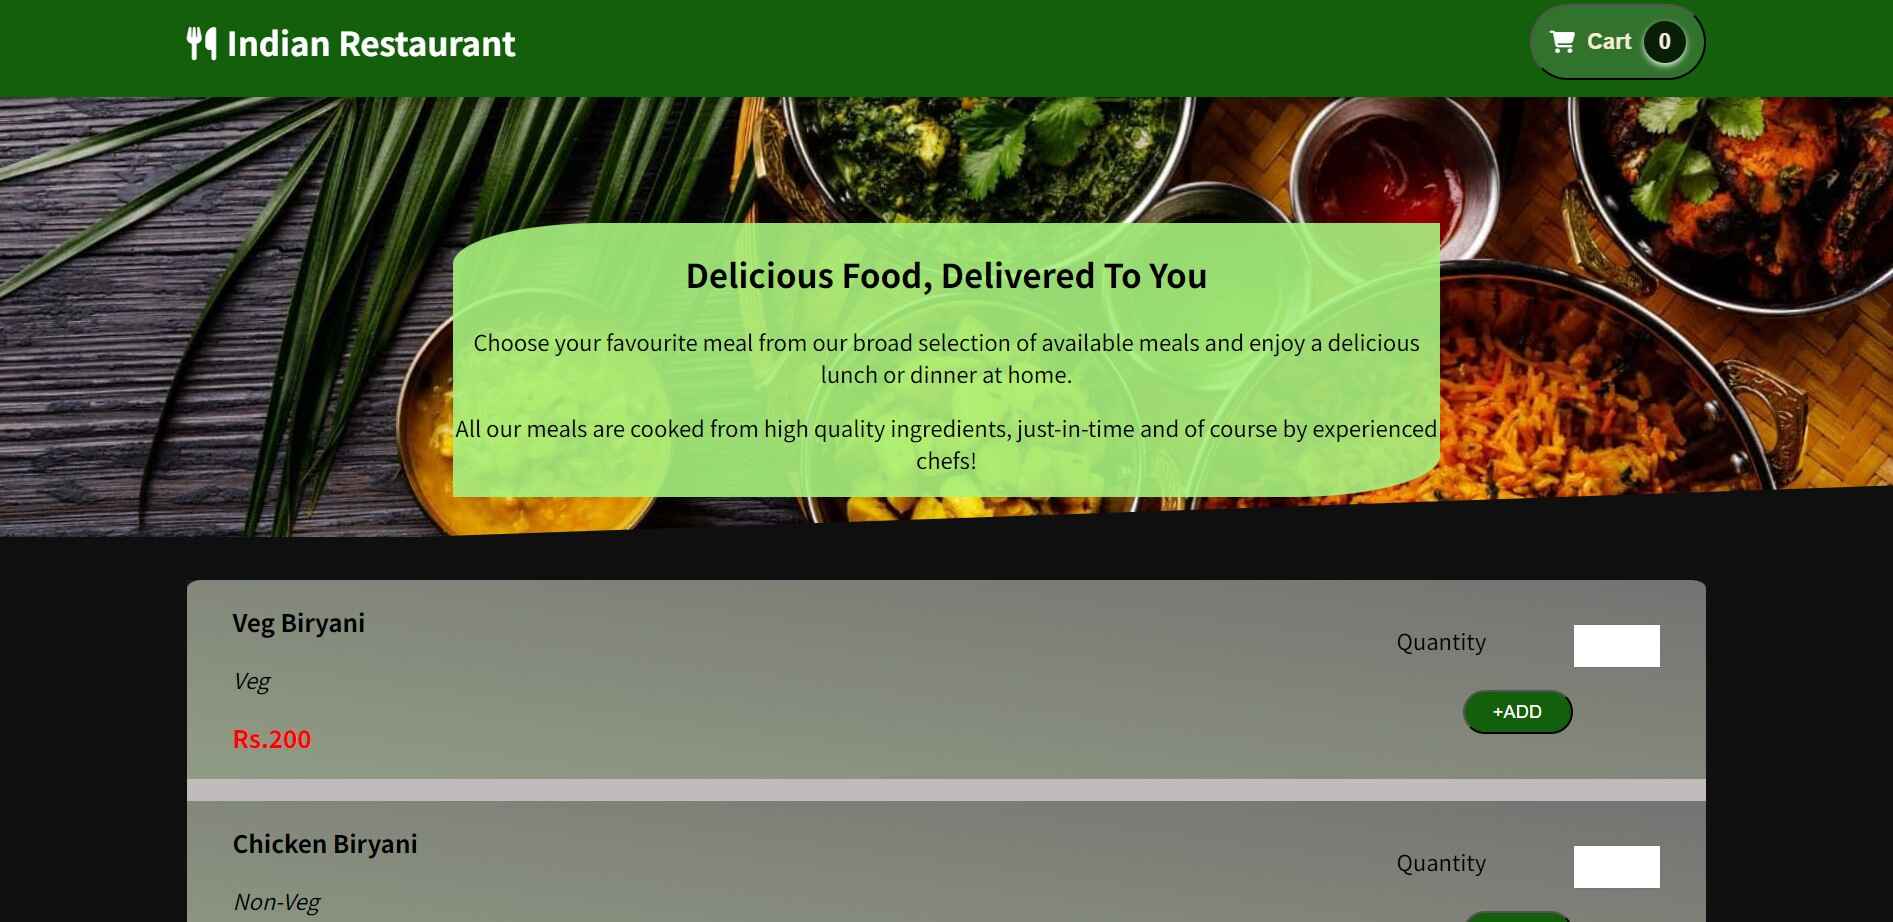 Indian Restaurant
Cart 0
Delicious Food, Delivered To You
Choose your favourite meal from our broad selection of available meals and enjoy a delicious
lunch or dinner at home.
All our meals are cooked from high quality ingredients, just-in-time and of course by experienced
chefs!
Veg Biryani
Quantity
Veg
+ADD
Rs.200
Chicken Biryani
Quantity
Non-Veg